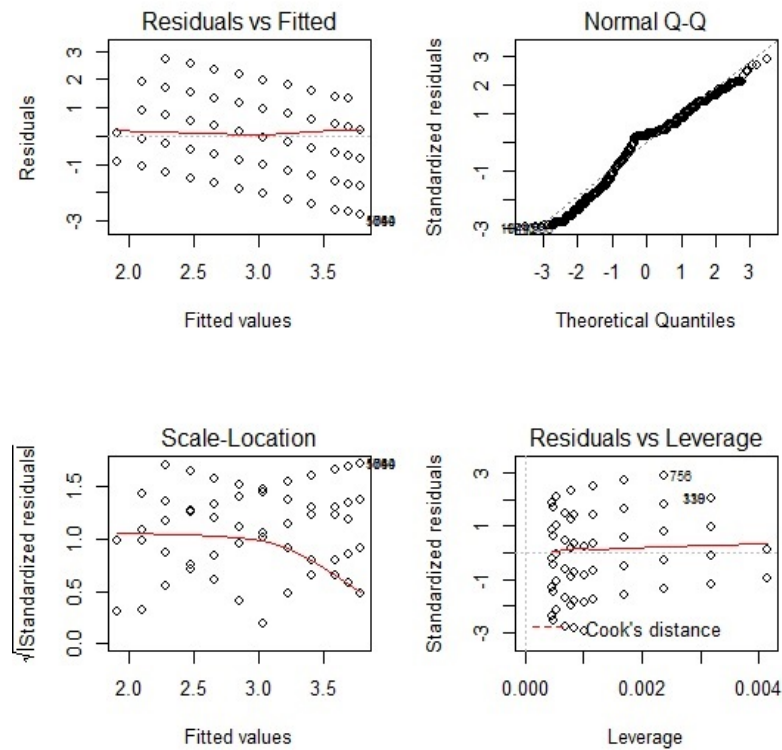 Residuals vs Fitted
Residuals
3
2
1
-1
-3
2.0 2.5 3.0 3.5
Fitted values
Normal Q-Q
Standardized residuals
3
2
1
-1
-3
-3 -2 -1 0 1 2 3
Theoretical Quantiles
Scale-Location
√|Standardized residuals|
1.5
1.0
0.5
0.0
2.0 2.5 3.0 3.5
Fitted values
Residuals vs Leverage
Standardized residuals
3
2
1
-1
-3
756
Cook's distance
0.000 0.002 0.004
Leverage